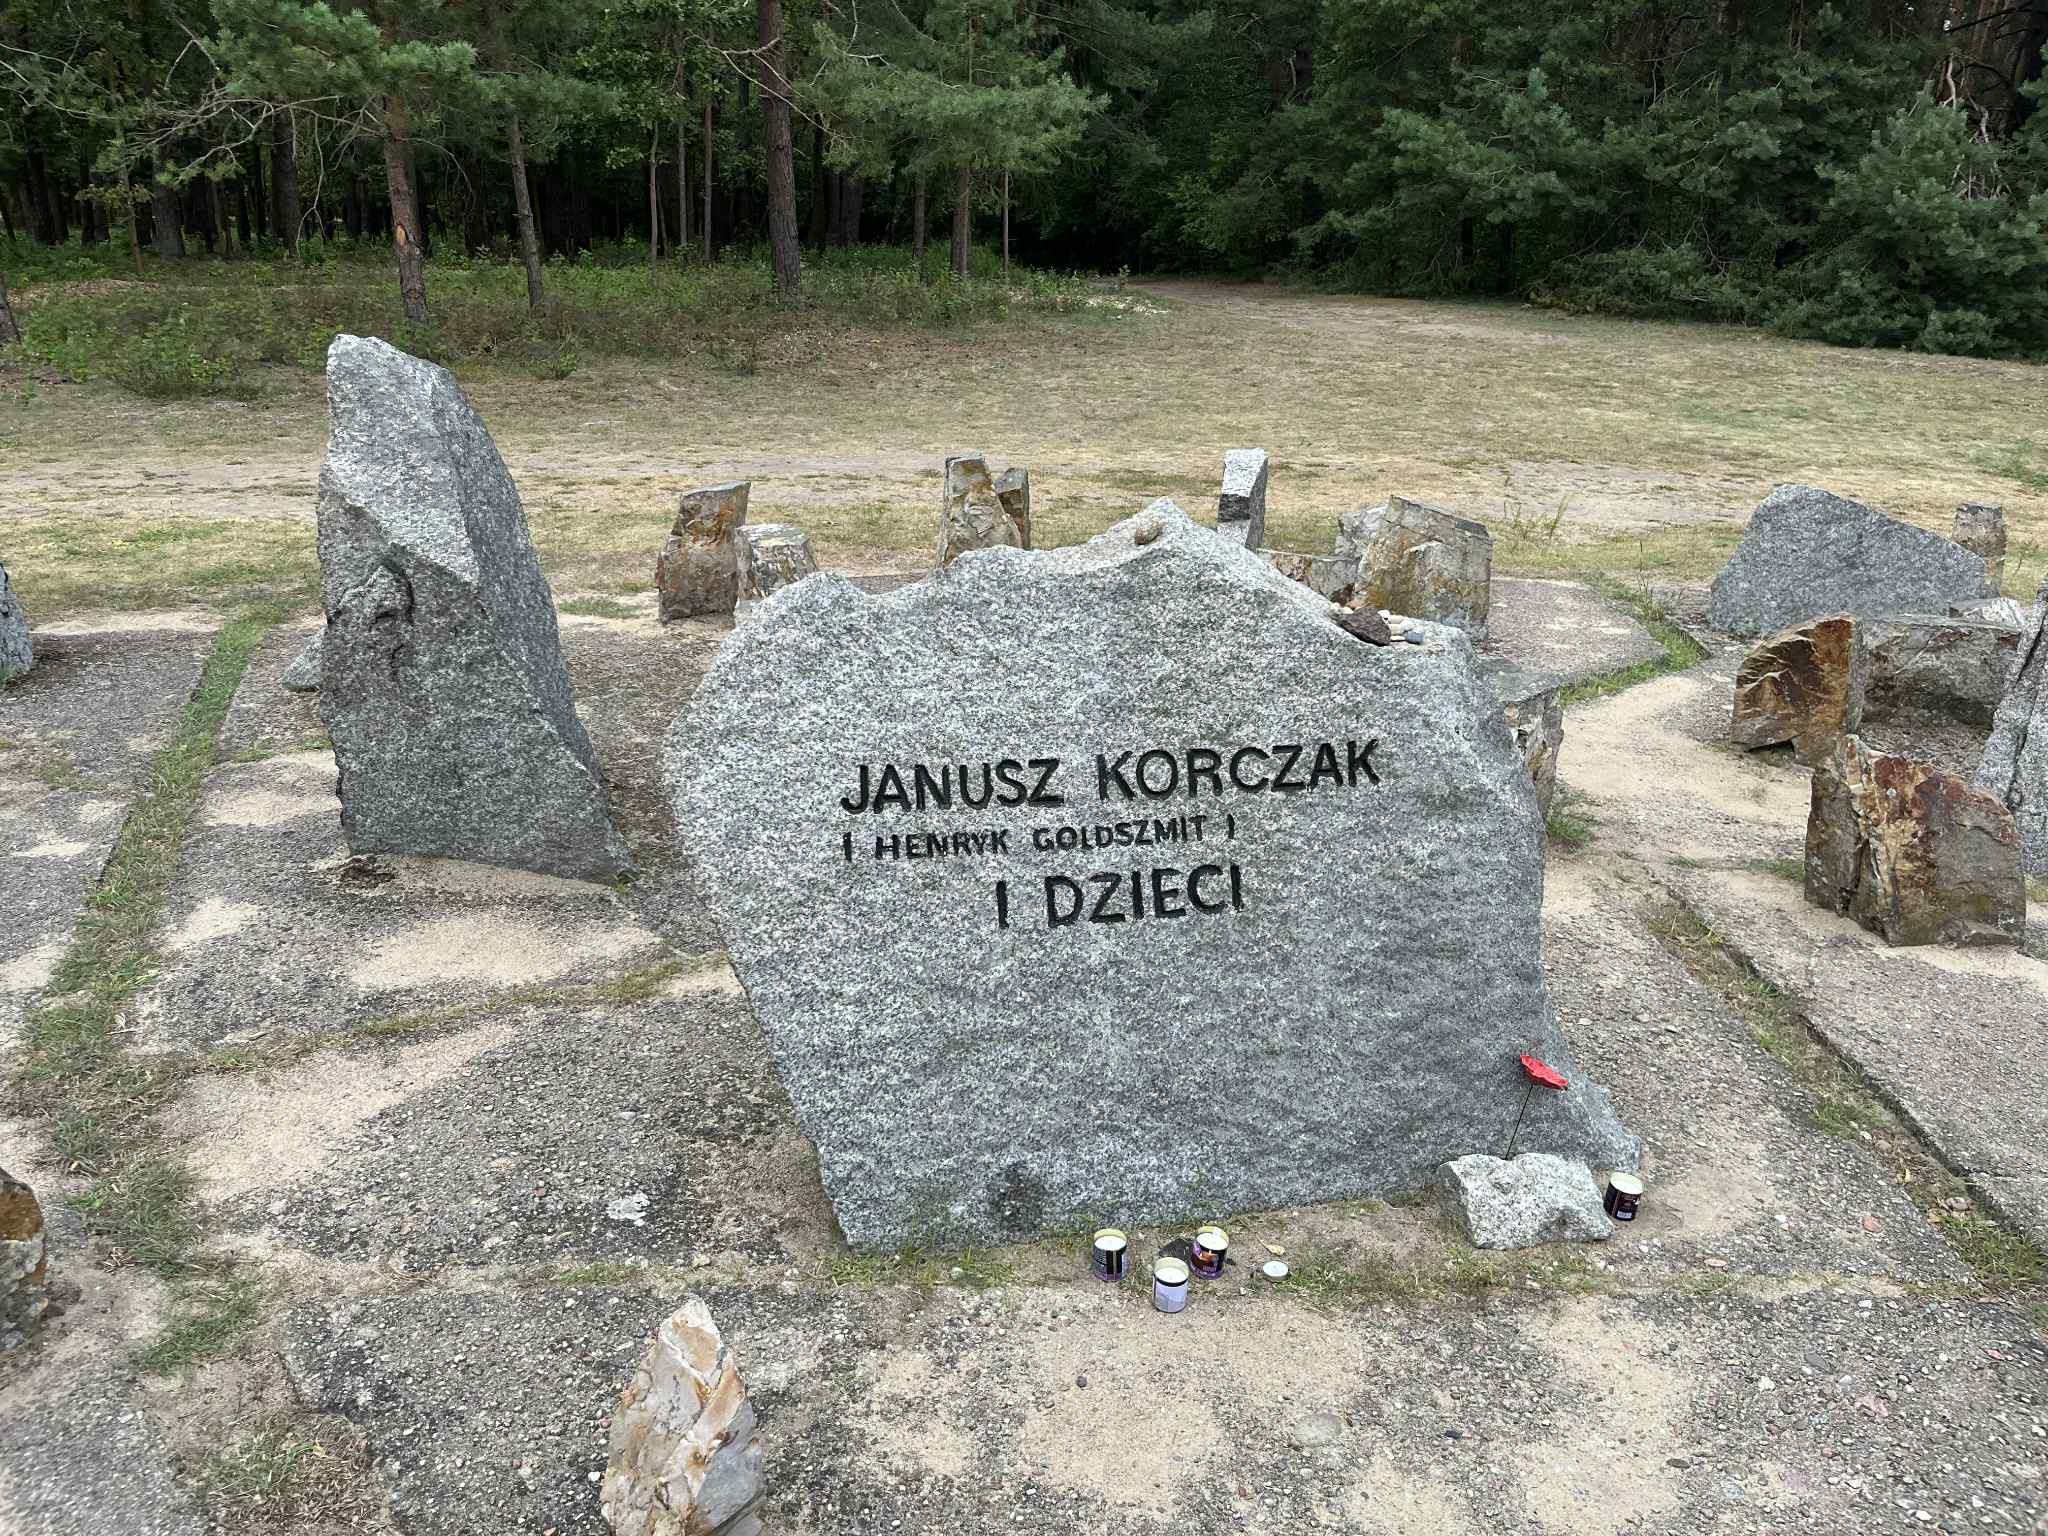 JANUSZ KORCZAK
I HENRYK GOLDSZMIT I
I DZIECI